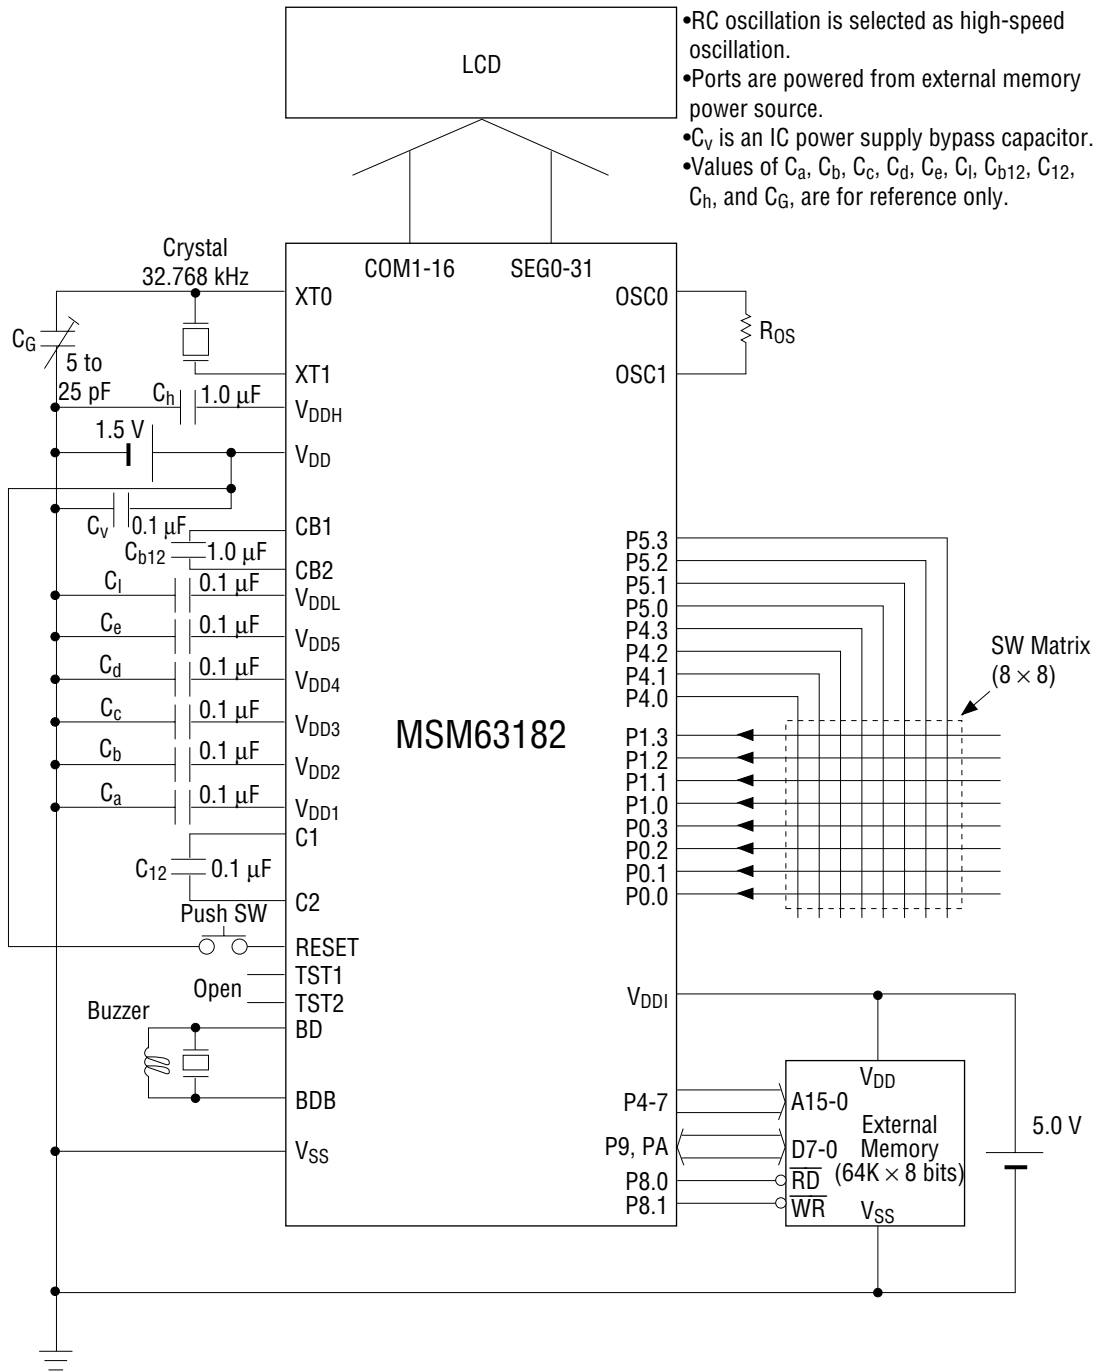 LCD
•RC oscillation is selected as high-speed
oscillation.
•Ports are powered from external memory
power source.
•Cv is an IC power supply bypass capacitor.
•Values of Ca, Cb, Cc, Cd, Ce, Cl, Cb12, C12,
Ch, and CG, are for reference only.
Crystal
32.768 kHz
COM1-16
SEG0-31
XT0
OSC0
CG
5 to
25 pF
ROS
XT1
OSC1
Ch
1.0 µF
VDDH
1.5 V
VDD
Cv
0.1 µF
CB1
Cb12
1.0 µF
CB2
Cl
0.1 µF
VDDL
Ce
0.1 µF
VDD5
Cd
0.1 µF
VDD4
Cc
0.1 µF
VDD3
Cb
0.1 µF
VDD2
Ca
0.1 µF
VDD1
C1
C12
0.1 µF
C2
Push SW
RESET
TST1
Open
TST2
Buzzer
BD
BDB
VSS
MSM63182
P5.3
P5.2
P5.1
P5.0
P4.3
P4.2
P4.1
P4.0
SW Matrix
(8 × 8)
P1.3
P1.2
P1.1
P1.0
P0.3
P0.2
P0.1
P0.0
VDDI
VDD
P4-7
A15-0
External
Memory
(64K × 8 bits)
P9, PA
D7-0
P8.0
RD
P8.1
WR
VSS
5.0 V